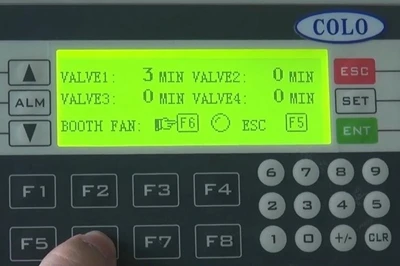 COLO
VALVE1: 3 MIN VALVE2: 0 MIN
VALVE3: 0 MIN VALVE4: 0 MIN
BOOTH FAN: F6 ESC F5
ALM
ESC
SET
ENT
F1 F2 F3 F4
F5 F7 F8
6 7 8 9
2 3 4 5
1 0 +/- CLR